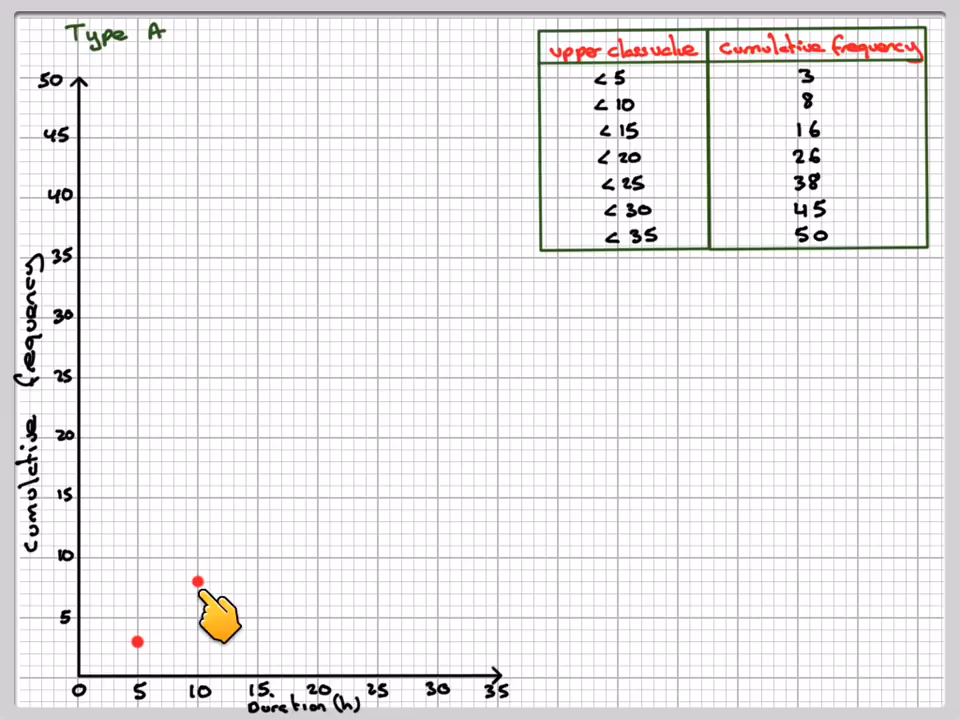 Type A
upper class value cumulative frequency
< 5 3
< 10 8
< 15 16
< 20 26
< 25 38
< 30 45
< 35 50
50
45
40
35
30
25
20
15
10
5
cumulative frequency
0 5 10 15. 20 25 30 35
Duretion (h)